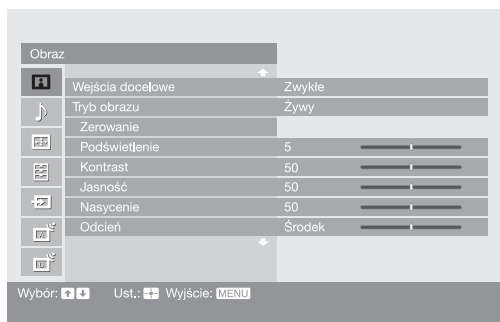 Obraz
Wejścia docelowe Zwykłe
Tryb obrazu Żywy
Zerowanie
Podświetlenie 5
Kontrast 50
Jasność 50
Nasycenie 50
Odcień Środek
Wybór: Ust.: Wyjście: MENU